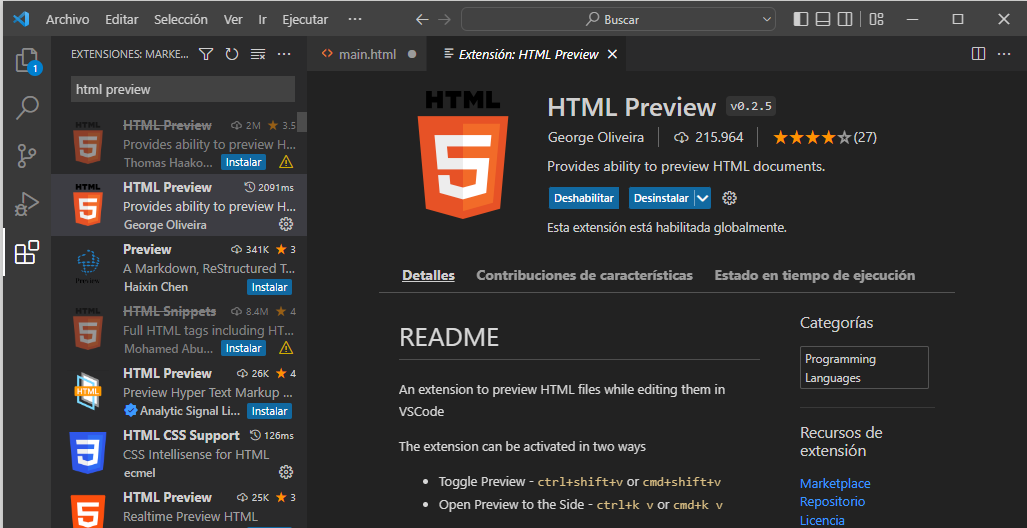 Archivo Editar Selección Ver Ir Ejecutar ··· Buscar
EXTENSIONES: MARKE... ···
main.html Extensión: HTML Preview ···
1
html preview
HTML Preview 2M 3.5
Provides ability to preview H...
Thomas Haako... Instalar
HTML Preview 2091ms
Provides ability to preview H...
George Oliveira
Preview 341K 3
A Markdown, ReStructured T...
Haixin Chen Instalar
HTML Snippets 8.4M 4
Full HTML tags including HT...
Mohamed Abu... Instalar
HTML
HTML Preview 26K 4
Preview Hyper Text Markup ...
Analytic Signal Li... Instalar
HTML CSS Support 126ms
CSS Intellisense for HTML
ecmel
HTML Preview 25K 3
Realtime Preview HTML
HTML
5
HTML Preview v0.2.5
George Oliveira 215.964 (27)
Provides ability to preview HTML documents.
Deshabilitar Desinstalar
Esta extensión está habilitada globalmente.
Detalles Contribuciones de características Estado en tiempo de ejecución
README
An extension to preview HTML files while editing them in
VSCode
The extension can be activated in two ways
• Toggle Preview - ctrl+shift+v or cmd+shift+v
• Open Preview to the Side - ctrl+k v or cmd+k v
Categorías
Programming
Languages
Recursos de
extensión
Marketplace
Repositorio
Licencia